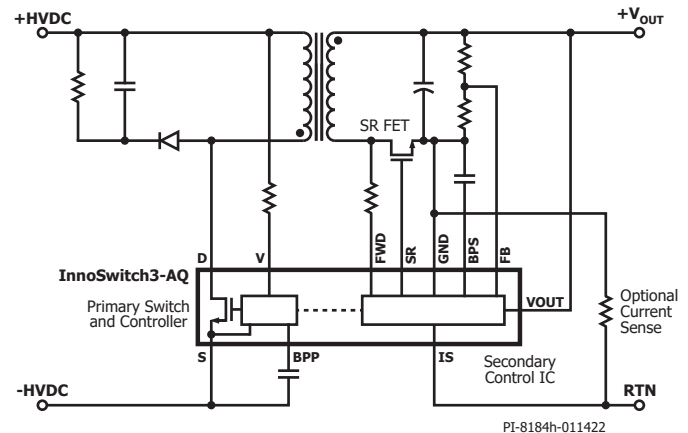 +HVDC
+VOUT
SR FET
D
V
FWD
SR
GND
BPS
FB
InnoSwitch3-AQ
VOUT
Primary Switch
and Controller
Optional
Current
Sense
S
BPP
IS
Secondary
Control IC
-HVDC
RTN
PI-8184h-011422